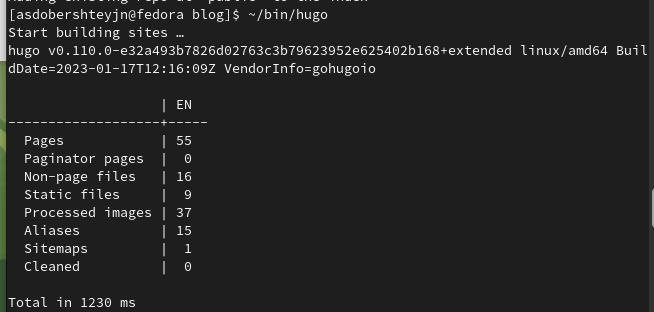 [asdobershteyjn@fedora blog]$ ~/bin/hugo
Start building sites …
hugo v0.110.0-e32a493b7826d02763c3b79623952e625402b168+extended linux/amd64 Buil
dDate=2023-01-17T12:16:09Z VendorInfo=gohugoio
                   | EN
-------------------+-----
  Pages            | 55
  Paginator pages  |  0
  Non-page files   | 16
  Static files     |  9
  Processed images | 37
  Aliases          | 15
  Sitemaps         |  1
  Cleaned          |  0
Total in 1230 ms